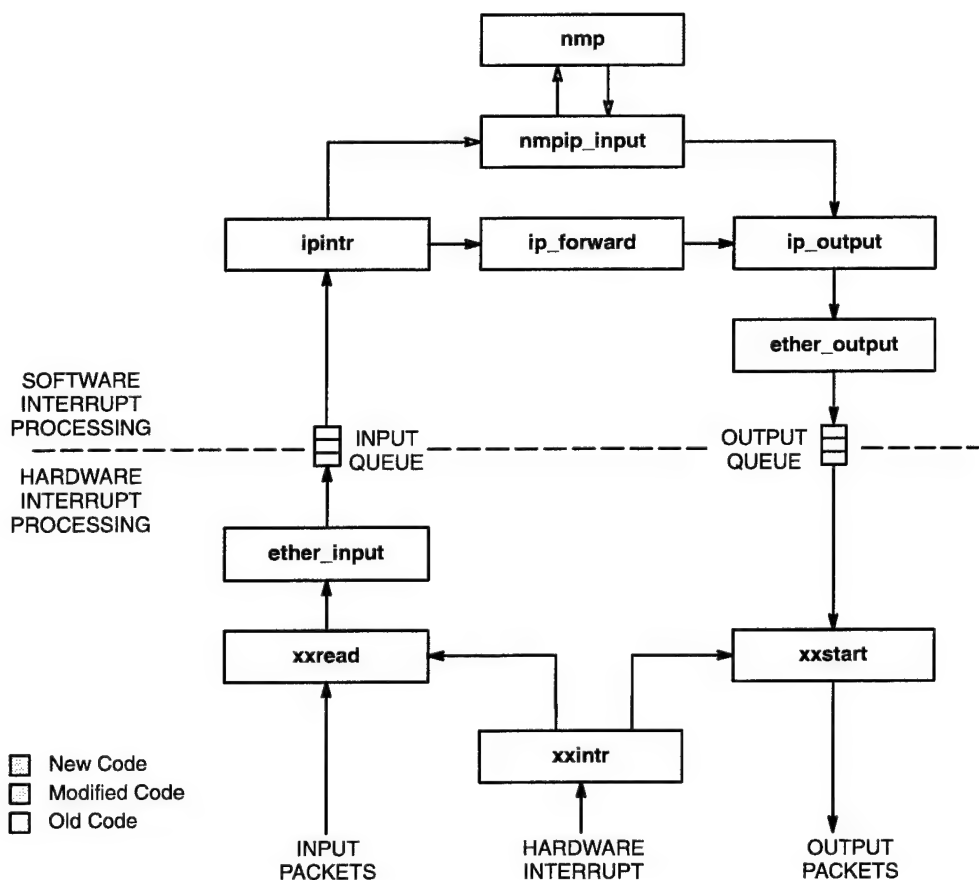 nmp
nmpip_input
ipintr
ip_forward
ip_output
ether_output
SOFTWARE
INTERRUPT
PROCESSING
INPUT
QUEUE
OUTPUT
QUEUE
HARDWARE
INTERRUPT
PROCESSING
ether_input
xxread
xxstart
xxintr
New Code
Modified Code
Old Code
INPUT
PACKETS
HARDWARE
INTERRUPT
OUTPUT
PACKETS